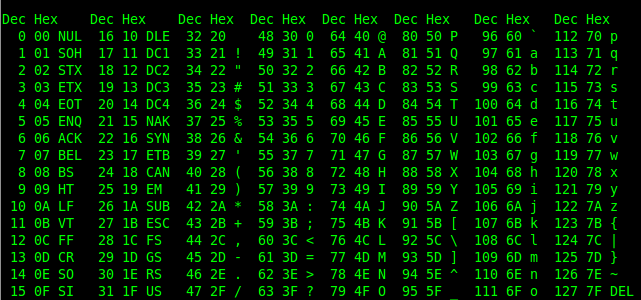 Dec Hex    Dec Hex    Dec Hex  Dec Hex  Dec Hex  Dec Hex   Dec Hex   Dec Hex
  0 00 NUL  16 10 DLE  32 20    48 30 0  64 40 @  80 50 P   96 60 `  112 70 p
  1 01 SOH  17 11 DC1  33 21 !  49 31 1  65 41 A  81 51 Q   97 61 a  113 71 q
  2 02 STX  18 12 DC2  34 22 "  50 32 2  66 42 B  82 52 R   98 62 b  114 72 r
  3 03 ETX  19 13 DC3  35 23 #  51 33 3  67 43 C  83 53 S   99 63 c  115 73 s
  4 04 EOT  20 14 DC4  36 24 $  52 34 4  68 44 D  84 54 T  100 64 d  116 74 t
  5 05 ENQ  21 15 NAK  37 25 %  53 35 5  69 45 E  85 55 U  101 65 e  117 75 u
  6 06 ACK  22 16 SYN  38 26 &  54 36 6  70 46 F  86 56 V  102 66 f  118 76 v
  7 07 BEL  23 17 ETB  39 27 '  55 37 7  71 47 G  87 57 W  103 67 g  119 77 w
  8 08 BS   24 18 CAN  40 28 (  56 38 8  72 48 H  88 58 X  104 68 h  120 78 x
  9 09 HT   25 19 EM   41 29 )  57 39 9  73 49 I  89 59 Y  105 69 i  121 79 y
 10 0A LF   26 1A SUB  42 2A *  58 3A :  74 4A J  90 5A Z  106 6A j  122 7A z
 11 0B VT   27 1B ESC  43 2B +  59 3B ;  75 4B K  91 5B [  107 6B k  123 7B {
 12 0C FF   28 1C FS   44 2C ,  60 3C <  76 4C L  92 5C \  108 6C l  124 7C |
 13 0D CR   29 1D GS   45 2D -  61 3D =  77 4D M  93 5D ]  109 6D m  125 7D }
 14 0E SO   30 1E RS   46 2E .  62 3E >  78 4E N  94 5E ^  110 6E n  126 7E ~
 15 0F SI   31 1F US   47 2F /  63 3F ?  79 4F O  95 5F _  111 6F o  127 7F DEL